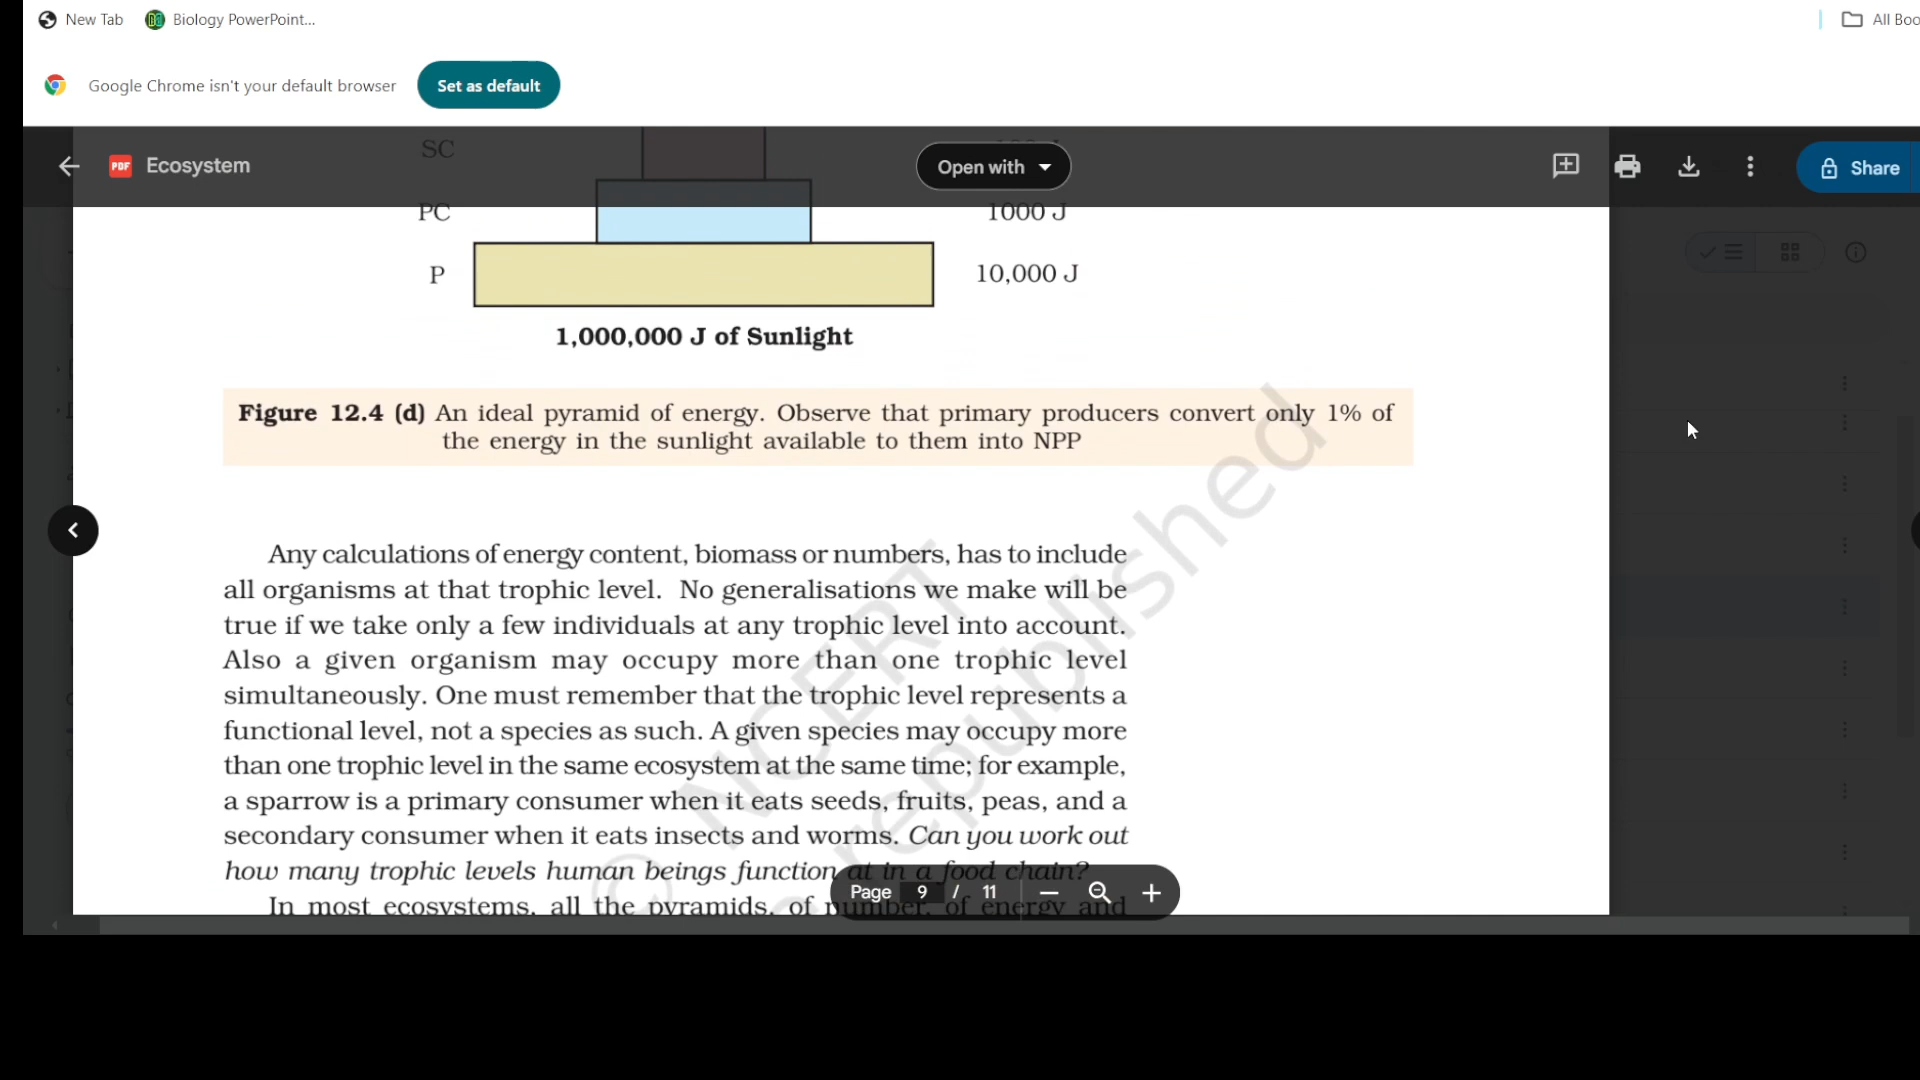 New Tab
Biology PowerPoint...
All Boo
Google Chrome isn't your default browser
Set as default
PDF
Ecosystem
Open with
Share
SC
PC
1000 J
P
10,000 J
1,000,000 J of Sunlight
Figure 12.4 (d) An ideal pyramid of energy. Observe that primary producers convert only 1% of
the energy in the sunlight available to them into NPP
Any calculations of energy content, biomass or numbers, has to include
all organisms at that trophic level. No generalisations we make will be
true if we take only a few individuals at any trophic level into account.
Also a given organism may occupy more than one trophic level
simultaneously. One must remember that the trophic level represents a
functional level, not a species as such. A given species may occupy more
than one trophic level in the same ecosystem at the same time; for example,
a sparrow is a primary consumer when it eats seeds, fruits, peas, and a
secondary consumer when it eats insects and worms. Can you work out
how many trophic levels human beings function at in a food chain?
In most ecosystems, all the pyramids, of number, of energy and
© NCERT
republished
Page 9 / 11